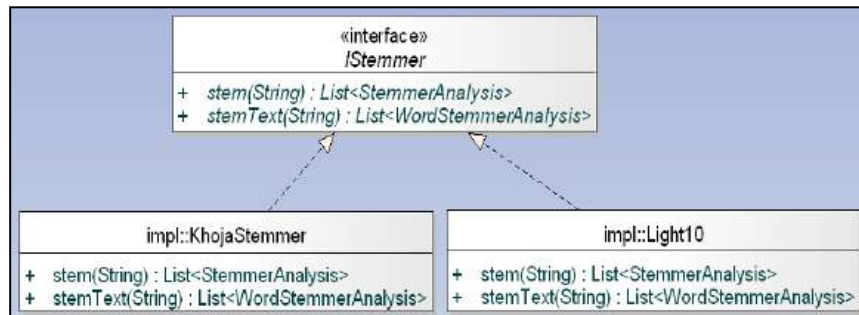 «interface»
IStemmer
+ stem(String) : List<StemmerAnalysis>
+ stemText(String) : List<WordStemmerAnalysis>
impl::KhojaStemmer
+ stem(String) : List<StemmerAnalysis>
+ stemText(String) : List<WordStemmerAnalysis>
impl::Light10
+ stem(String) : List<StemmerAnalysis>
+ stemText(String) : List<WordStemmerAnalysis>